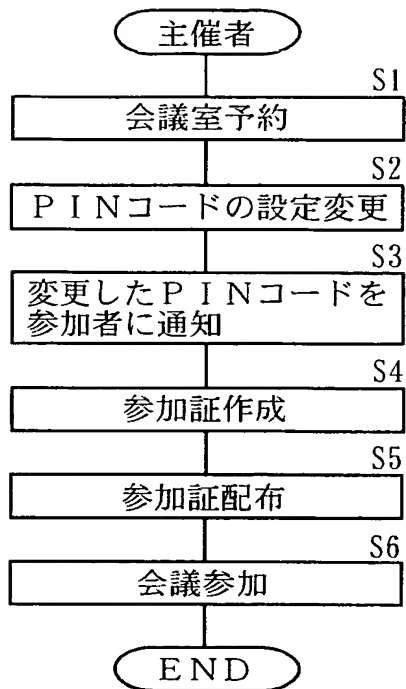 主催者
S1
会議室予約
S2
ＰＩＮコードの設定変更
S3
変更したＰＩＮコードを
参加者に通知
S4
参加証作成
S5
参加証配布
S6
会議参加
ＥＮＤ